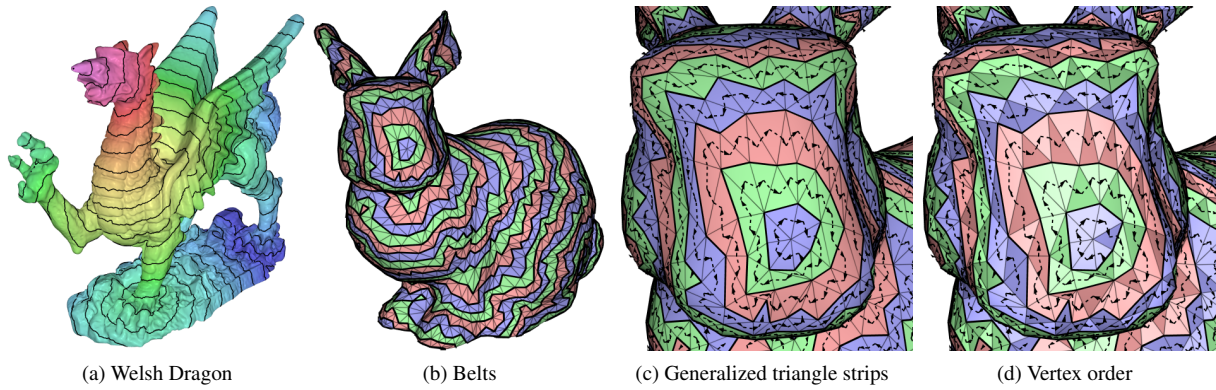 (a) Welsh Dragon
(b) Belts
(c) Generalized triangle strips
(d) Vertex order